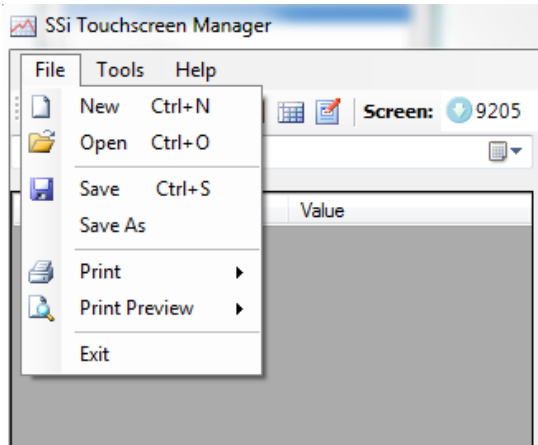 SSi Touchscreen Manager
File Tools Help
Screen: 9205
New Ctrl+N
Open Ctrl+O
Save Ctrl+S
Value
Save As
Print
Print Preview
Exit